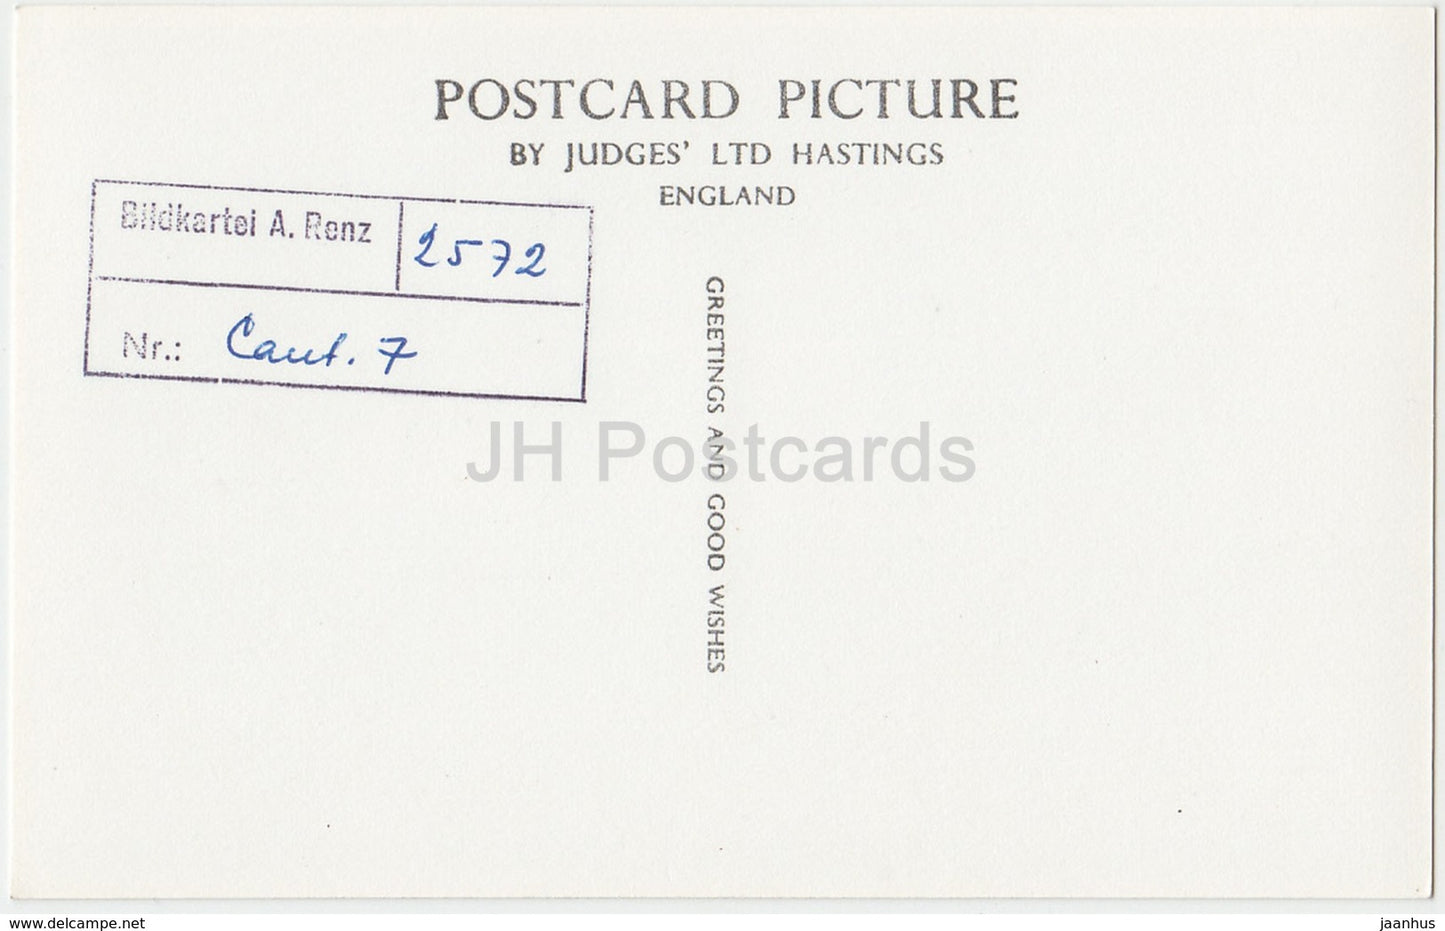 POSTCARD PICTURE
BY JUDGES' LTD HASTINGS
ENGLAND
Bildkartei A. Renz
2572
Nr.: Cant. 7
GREETINGS AND GOOD WISHES
JH Postcards
www.delcampe.net
jaanhus